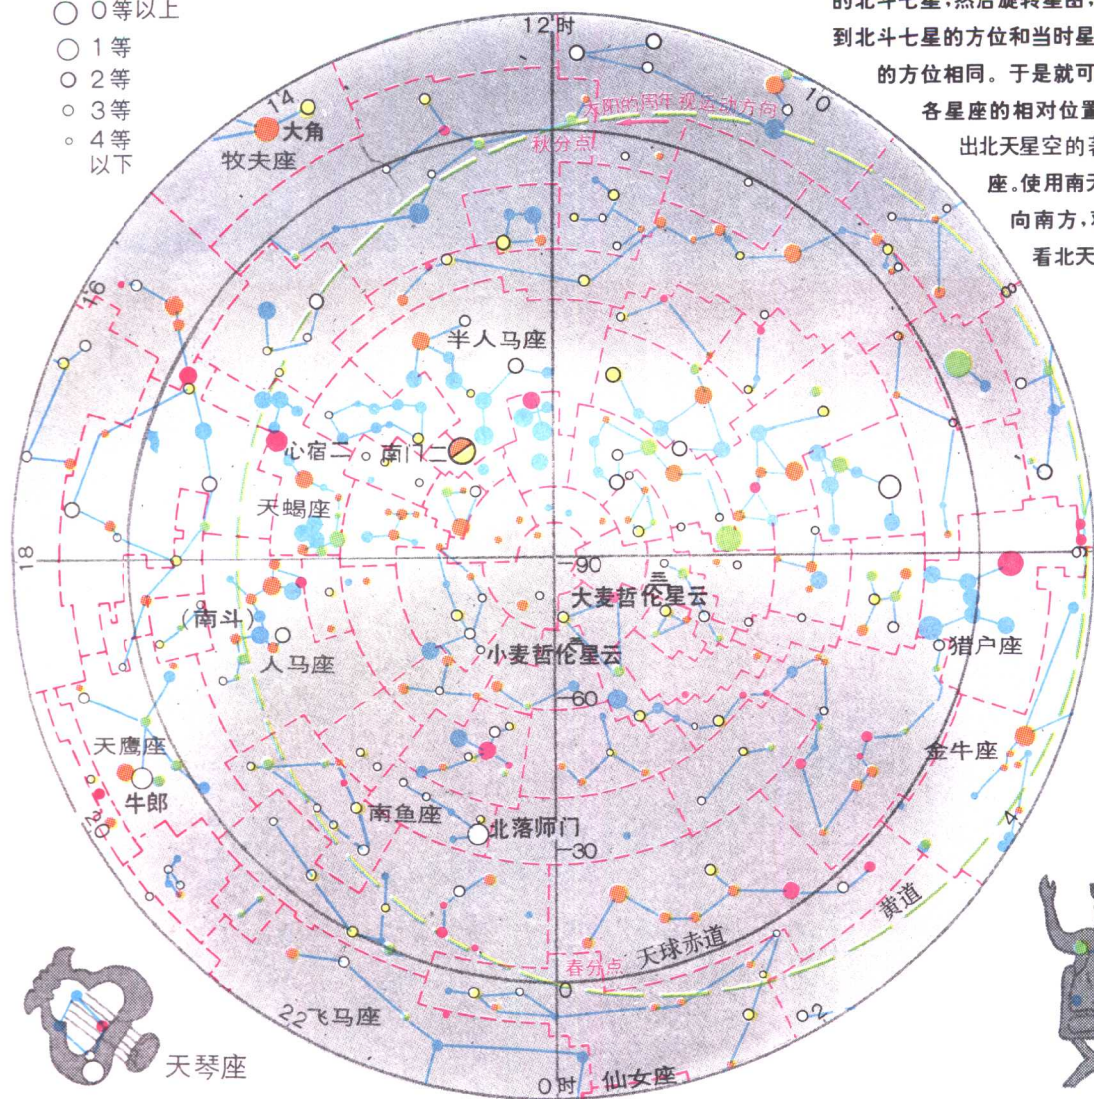 0等以上
1等
2等
3等
4等
以下
的北斗七星，然后旋转星图，
到北斗七星的方位和当时星
的方位相同。于是就可
各星座的相对位置
出北天星空的著
座。使用南天
向南方，
看北天
12时
14
10
大角
牧夫座
太阳的周年视运动方向
秋分点
16
8
半人马座
心宿二
南门二
天蝎座
18
6
-90
大麦哲伦星云
(南斗)
人马座
小麦哲伦星云
猎户座
-60
天鹰座
牛郎
金牛座
20
4
南鱼座
北落师门
-30
黄道
天球赤道
春分点
0
22
飞马座
2
天琴座
0时
仙女座